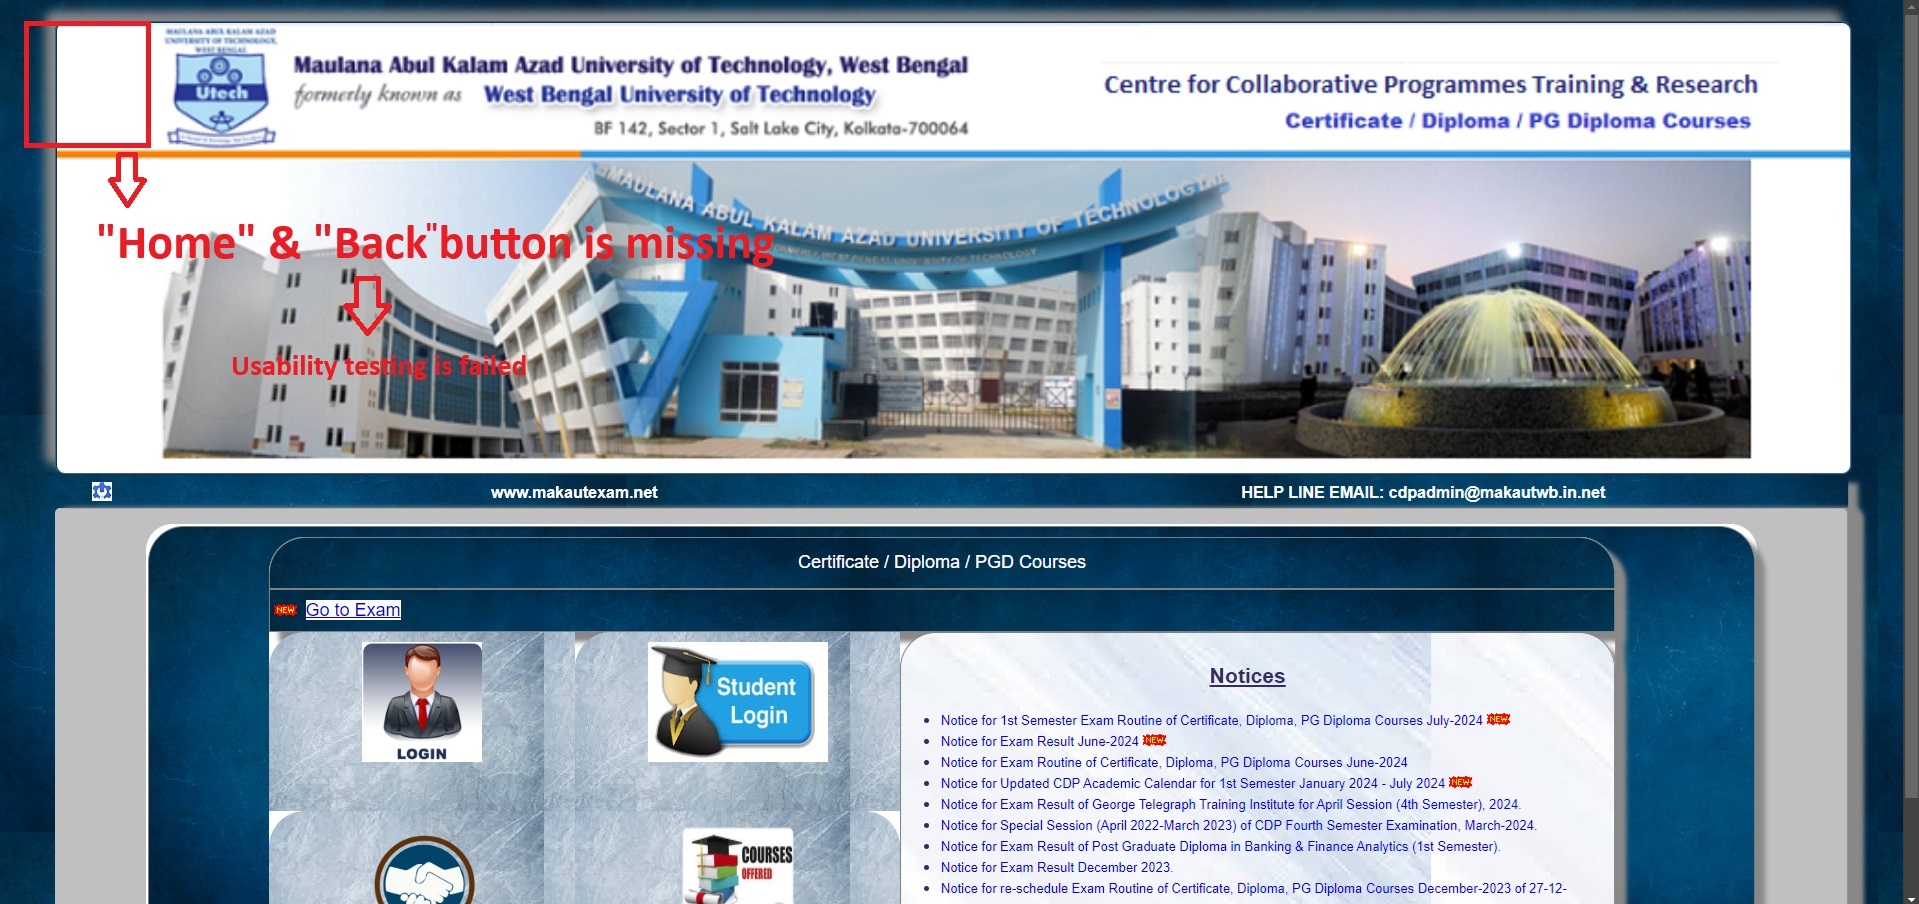 MAULANA ABUL KALAM AZAD
UNIVERSITY OF TECHNOLOGY,
WEST BENGAL
Utech
Maulana Abul Kalam Azad University of Technology, West Bengal
formerly known as West Bengal University of Technology
BF 142, Sector 1, Salt Lake City, Kolkata-700064
Centre for Collaborative Programmes Training & Research
Certificate / Diploma / PG Diploma Courses
MAULANA ABUL KALAM AZAD UNIVERSITY OF TECHNOLOGY
"Home" & "Back" button is missing
Usability testing is failed
www.makautexam.net
HELP LINE EMAIL: cdpadmin@makautwb.in.net
Certificate / Diploma / PGD Courses
NEW Go to Exam
LOGIN
Student
Login
COURSES
OFFERED
Notices
Notice for 1st Semester Exam Routine of Certificate, Diploma, PG Diploma Courses July-2024 NEW
Notice for Exam Result June-2024 NEW
Notice for Exam Routine of Certificate, Diploma, PG Diploma Courses June-2024
Notice for Updated CDP Academic Calendar for 1st Semester January 2024 - July 2024 NEW
Notice for Exam Result of George Telegraph Training Institute for April Session (4th Semester), 2024.
Notice for Special Session (April 2022-March 2023) of CDP Fourth Semester Examination, March-2024.
Notice for Exam Result of Post Graduate Diploma in Banking & Finance Analytics (1st Semester).
Notice for Exam Result December 2023.
Notice for re-schedule Exam Routine of Certificate, Diploma, PG Diploma Courses December-2023 of 27-12-